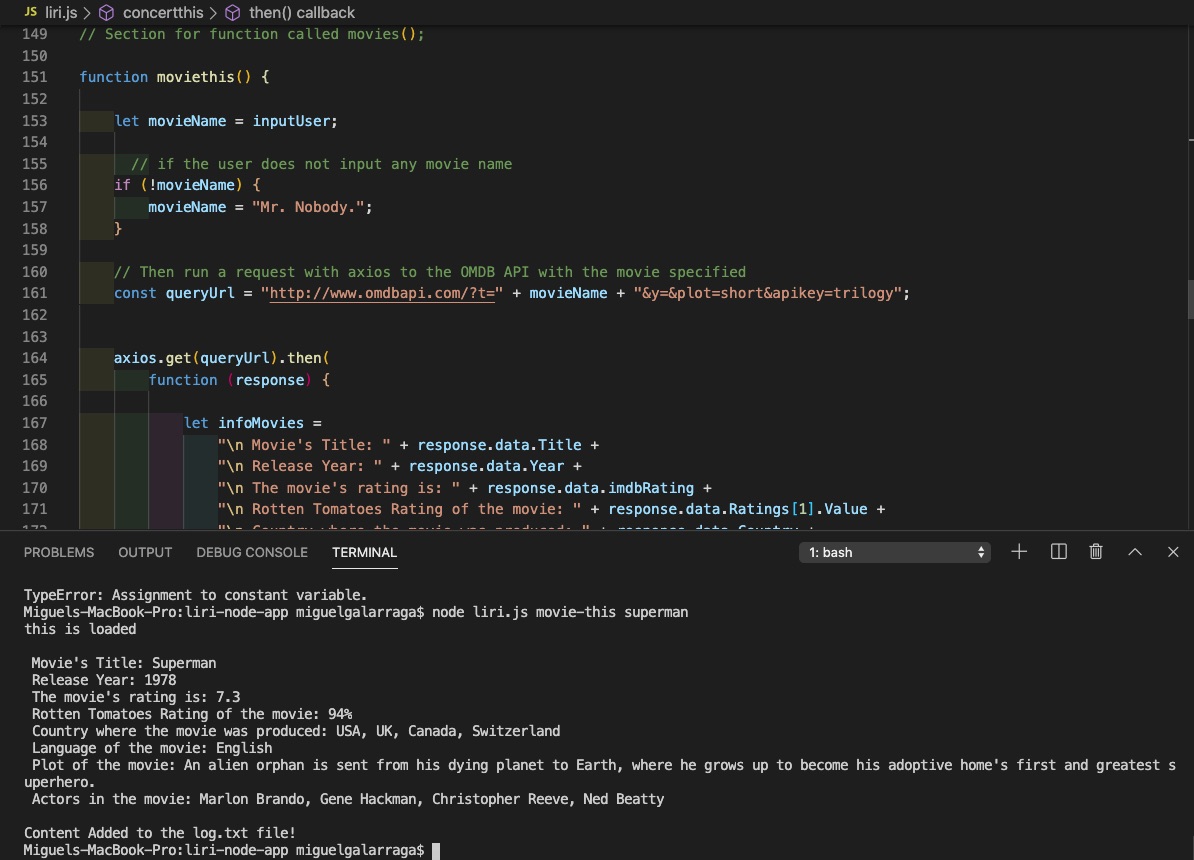 JS liri.js > concertthis > then() callback
149 // Section for function called movies();
150
151 function moviethis() {
152
153 let movieName = inputUser;
154
155 // if the user does not input any movie name
156 if (!movieName) {
157 movieName = "Mr. Nobody.";
158 }
159
160 // Then run a request with axios to the OMDB API with the movie specified
161 const queryUrl = "http://www.omdbapi.com/?t=" + movieName + "&y=&plot=short&apikey=trilogy";
162
163
164 axios.get(queryUrl).then(
165 function (response) {
166
167 let infoMovies =
168 "\n Movie's Title: " + response.data.Title +
169 "\n Release Year: " + response.data.Year +
170 "\n The movie's rating is: " + response.data.imdbRating +
171 "\n Rotten Tomatoes Rating of the movie: " + response.data.Ratings[1].Value +
172 "\n Country where the movie was produced: " + response.data.Country +
PROBLEMS OUTPUT DEBUG CONSOLE TERMINAL 1: bash
TypeError: Assignment to constant variable.
Miguels-MacBook-Pro:liri-node-app miguelgalarraga$ node liri.js movie-this superman
this is loaded
Movie's Title: Superman
Release Year: 1978
The movie's rating is: 7.3
Rotten Tomatoes Rating of the movie: 94%
Country where the movie was produced: USA, UK, Canada, Switzerland
Language of the movie: English
Plot of the movie: An alien orphan is sent from his dying planet to Earth, where he grows up to become his adoptive home's first and greatest s
uperhero.
Actors in the movie: Marlon Brando, Gene Hackman, Christopher Reeve, Ned Beatty
Content Added to the log.txt file!
Miguels-MacBook-Pro:liri-node-app miguelgalarraga$